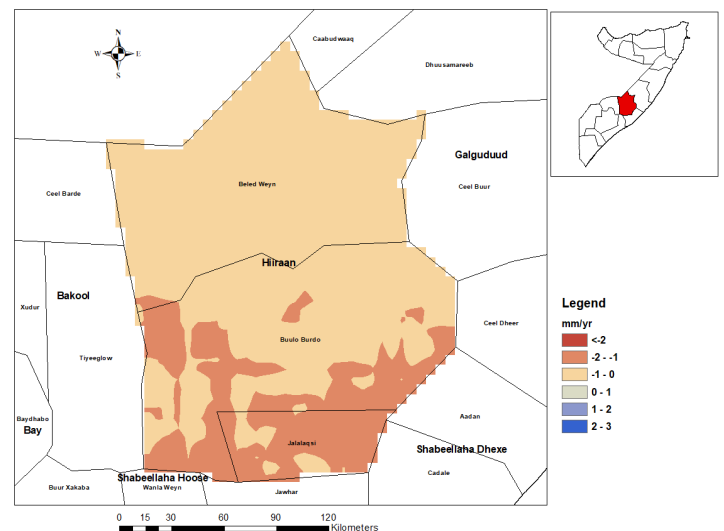 N
W E
S
Caabudwaaq
Dhuusamareeb
Galguduud
Ceel Barde
Beled Weyn
Ceel Buur
Hiiraan
Bakool
Xudur
Ceel Dheer
Buulo Burdo
Tiyeeglow
Baydhabo
Bay
Aadan
Jalalaqsi
Shabeellaha Dhexe
Cadale
Shabeellaha Hoose
Buur Xakaba
Wanla Weyn
Jawhar
0 15 30 60 90 120
Kilometers
Legend
mm/yr
<-2
-2 - -1
-1 - 0
0 - 1
1 - 2
2 - 3